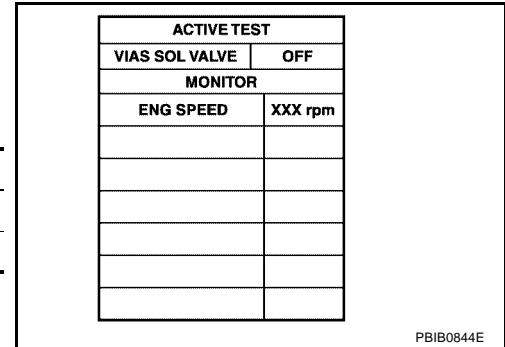 ACTIVE TEST
VIAS SOL VALVE OFF
MONITOR
ENG SPEED XXX rpm
PBIB0844E